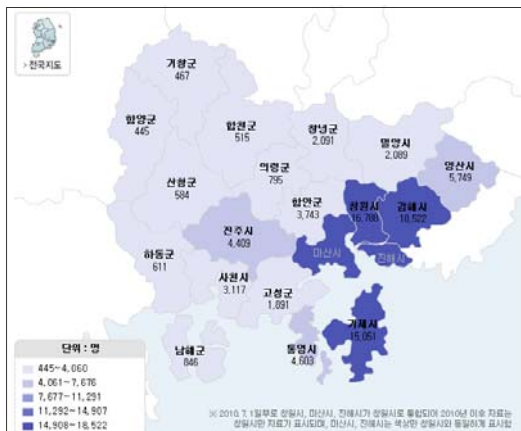 > 전국지도
거창군
467
함양군
445
합천군
515
창녕군
2,091
밀양시
2,089
양산시
5,749
의령군
795
산청군
584
함안군
3,743
창원시
16,788
김해시
18,522
진주시
4,409
마산시
진해시
하동군
611
사천시
3,117
고성군
1,891
거제시
15,051
남해군
846
통영시
4,603
단위 : 명
445~4,060
4,061~7,676
7,677~11,291
11,292~14,907
14,908~18,522
※ 2010.7.1일부로 창원시, 마산시, 진해시가 창원시로 통합되어 2010년 이후 자료는
창원시만 자료가 표시되며, 마산시, 진해시는 색상만 창원시와 동일하게 표시함